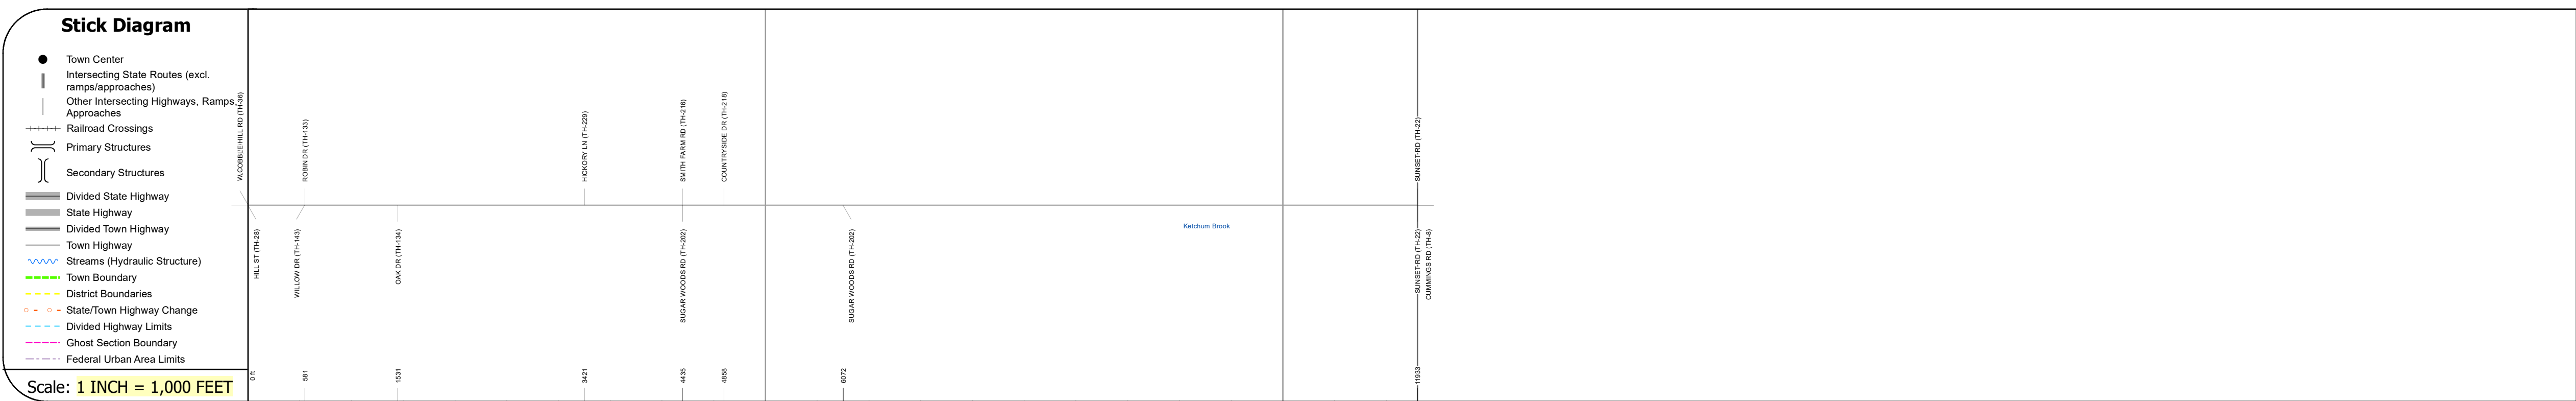 Stick Diagram
Town Center
Intersecting State Routes (excl.
ramps/approaches)
Other Intersecting Highways, Ramps,
Approaches
Railroad Crossings
Primary Structures
Secondary Structures
Divided State Highway
State Highway
Divided Town Highway
Town Highway
Streams (Hydraulic Structure)
Town Boundary
District Boundaries
State/Town Highway Change
Divided Highway Limits
Ghost Section Boundary
Federal Urban Area Limits
Scale: 1 INCH = 1,000 FEET
W COBBLE HILL RD (TH-36)
ROBIN DR (TH-133)
HICKORY LN (TH-229)
SMITH FARM RD (TH-216)
COUNTRYSIDE DR (TH-218)
SUNSET RD (TH-22)
HILL ST (TH-28)
WILLOW DR (TH-143)
OAK DR (TH-134)
SUGAR WOODS RD (TH-202)
SUGAR WOODS RD (TH-202)
Ketchum Brook
SUNSET RD (TH-22)
CUMMINGS RD (TH-8)
0 ft
581
1531
3421
4435
4858
6072
11933